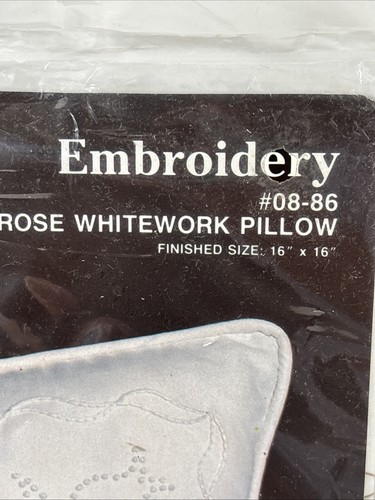 Embroidery
#08-86
ROSE WHITEWORK PILLOW
FINISHED SIZE: 16" x 16"